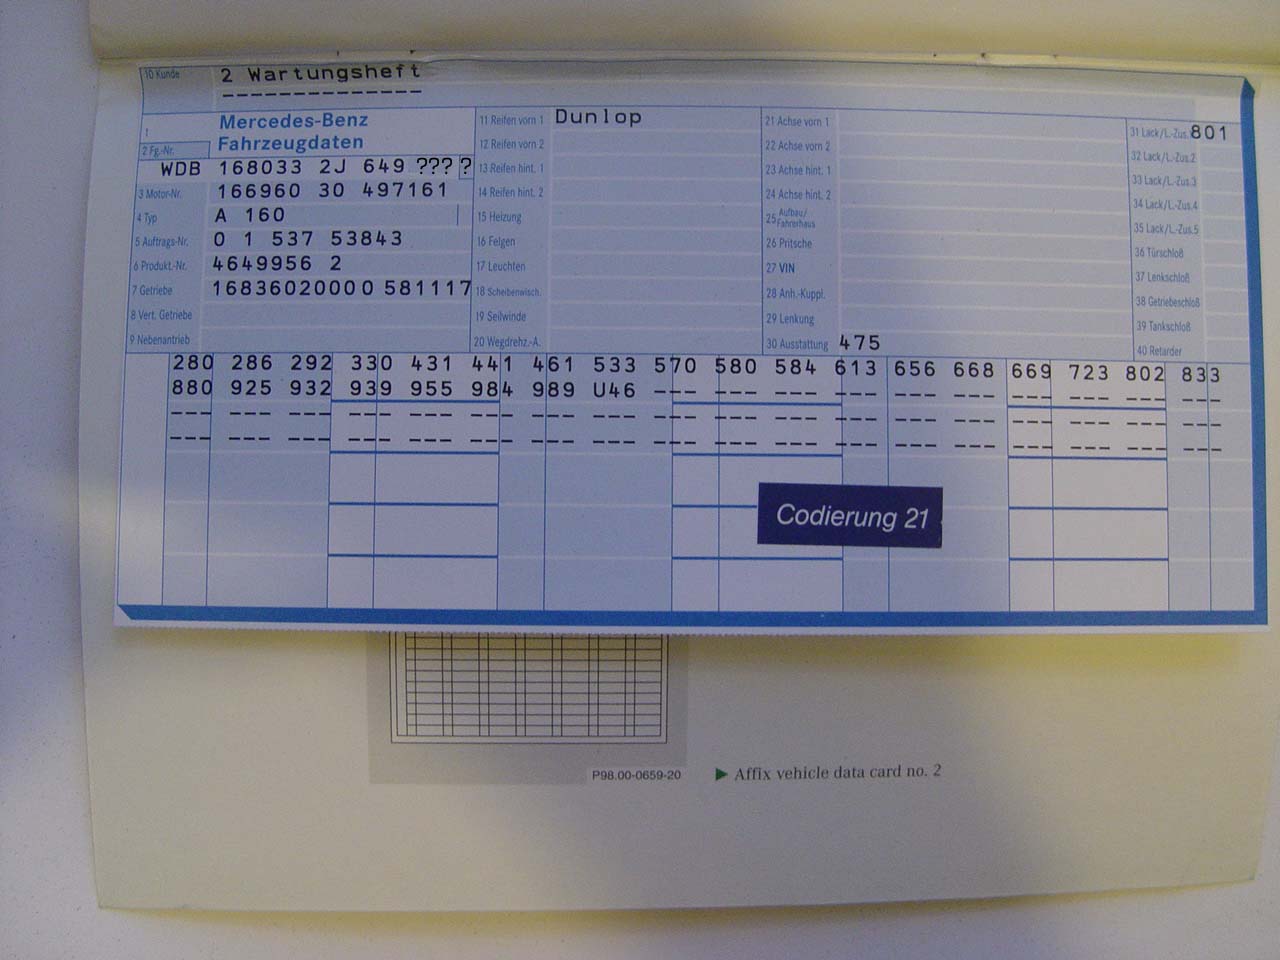 10 Kunde 2 Wartungsheft
--------------
1 Mercedes-Benz
Fahrzeugdaten
2 Fg.-Nr.
WDB 168033 2J 649 ??? ?
3 Motor-Nr. 166960 30 497161
4 Typ A 160
5 Auftrags-Nr. 0 1 537 53843
6 Produkt.-Nr. 4649956 2
7 Getriebe 16836020000 581117
8 Vert. Getriebe
9 Nebenantrieb
11 Reifen vorn 1 Dunlop
12 Reifen vorn 2
13 Reifen hint. 1
14 Reifen hint. 2
15 Heizung
16 Felgen
17 Leuchten
18 Scheibenwisch.
19 Seilwinde
20 Wegdrehz.-A.
21 Achse vorn 1
22 Achse vorn 2
23 Achse hint. 1
24 Achse hint. 2
25 Aufbau/
Fahrerhaus
26 Pritsche
27 VIN
28 Anh.-Kuppl.
29 Lenkung
30 Ausstattung 475
31 Lack/L.-Zus. 801
32 Lack/L.-Zus.2
33 Lack/L.-Zus.3
34 Lack/L.-Zus.4
35 Lack/L.-Zus.5
36 Türschloß
37 Lenkschloß
38 Getriebeschloß
39 Tankschloß
40 Retarder
280 286 292 330 431 441 461 533 570 580 584 613 656 668 669 723 802 833
880 925 932 939 955 984 989 U46 --- --- --- --- --- --- --- --- --- ---
--- --- --- --- --- --- --- --- --- --- --- --- --- --- --- --- --- ---
--- --- --- --- --- --- --- --- --- --- --- --- --- --- --- --- --- ---
Codierung 21
P98.00-0659-20
► Affix vehicle data card no. 2